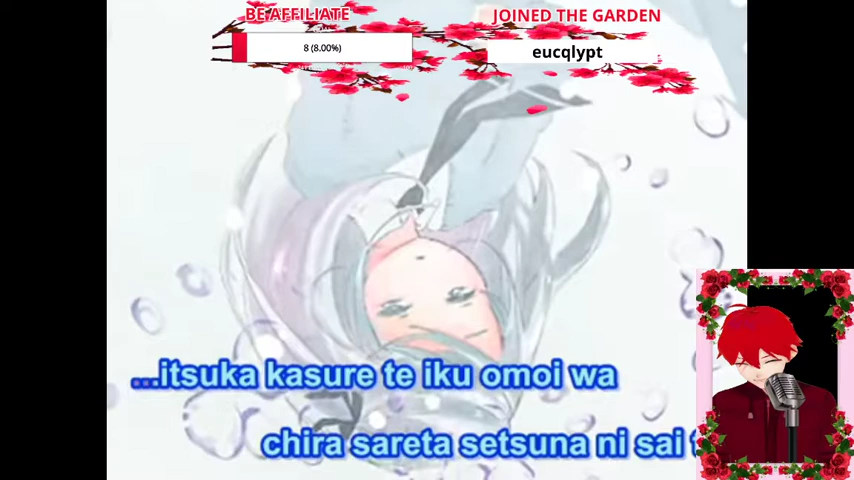 BE AFFILIATE
JOINED THE GARDEN
8 (8.00%)
eucqlypt
...itsuka kasure te iku omoi wa
chira sareta setsuna ni sai